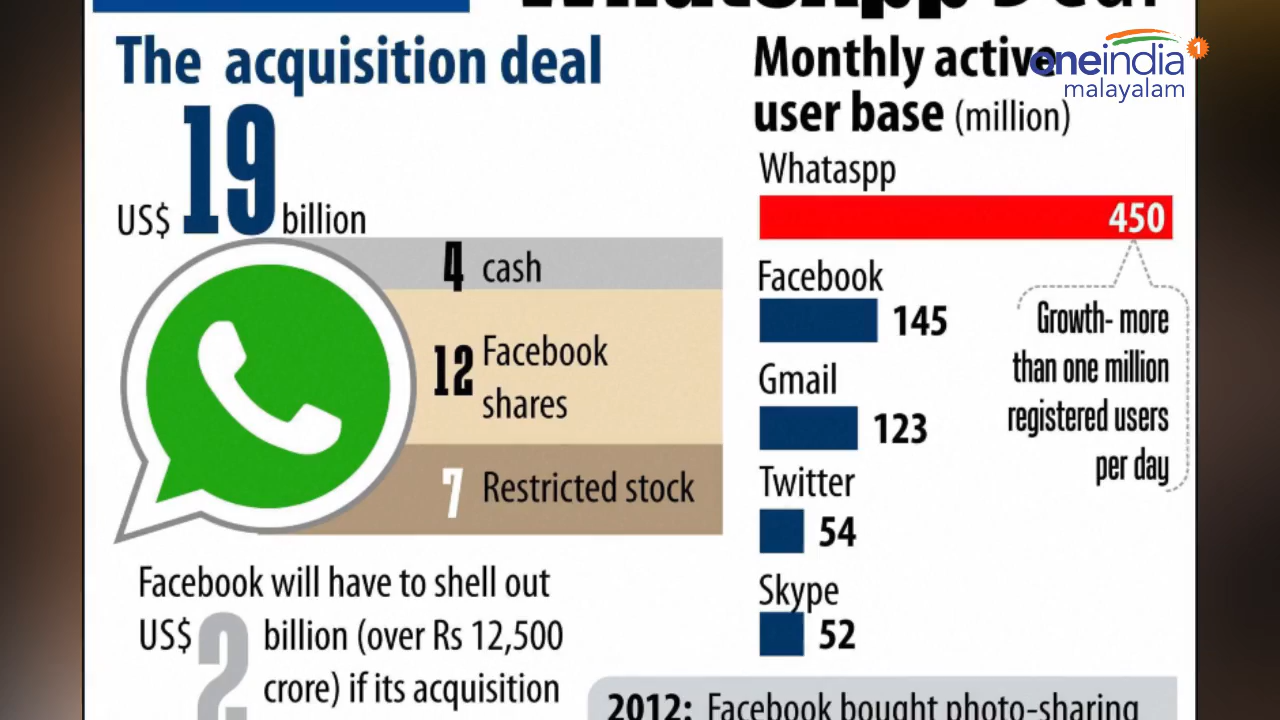 WhatsApp Deal
The acquisition deal
US$ 19 billion
4 cash
12 Facebook
shares
7 Restricted stock
Facebook will have to shell out
US$ 2 billion (over Rs 12,500
crore) if its acquisition
Monthly active
user base (million)
Whataspp
450
Facebook
145
Gmail
123
Twitter
54
Skype
52
Growth- more
than one million
registered users
per day
2012: Facebook bought photo-sharing
oneindia 1
malayalam